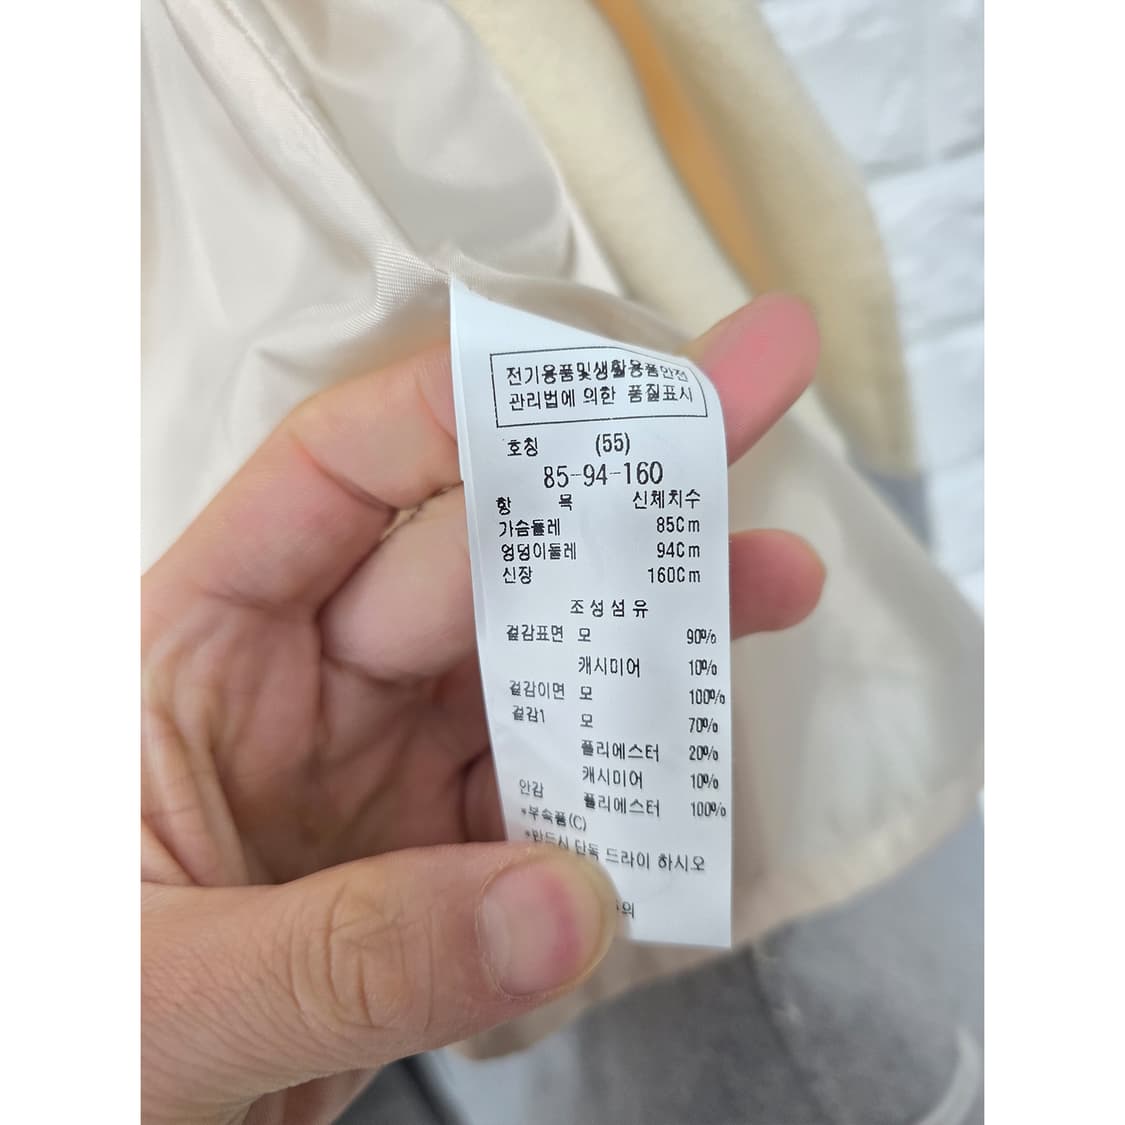 전기용품및생활용품안전
관리법에 의한 품질표시
호칭 (55)
85-94-160
항 목 신체치수
가슴둘레 85Cm
엉덩이둘레 94Cm
신장 160Cm
조성섬유
겉감표면 모 90%
캐시미어 10%
겉감이면 모 100%
겉감1 모 70%
폴리에스터 20%
캐시미어 10%
안감 폴리에스터 100%
*부속품(C)
*반드시 단독 드라이 하시오